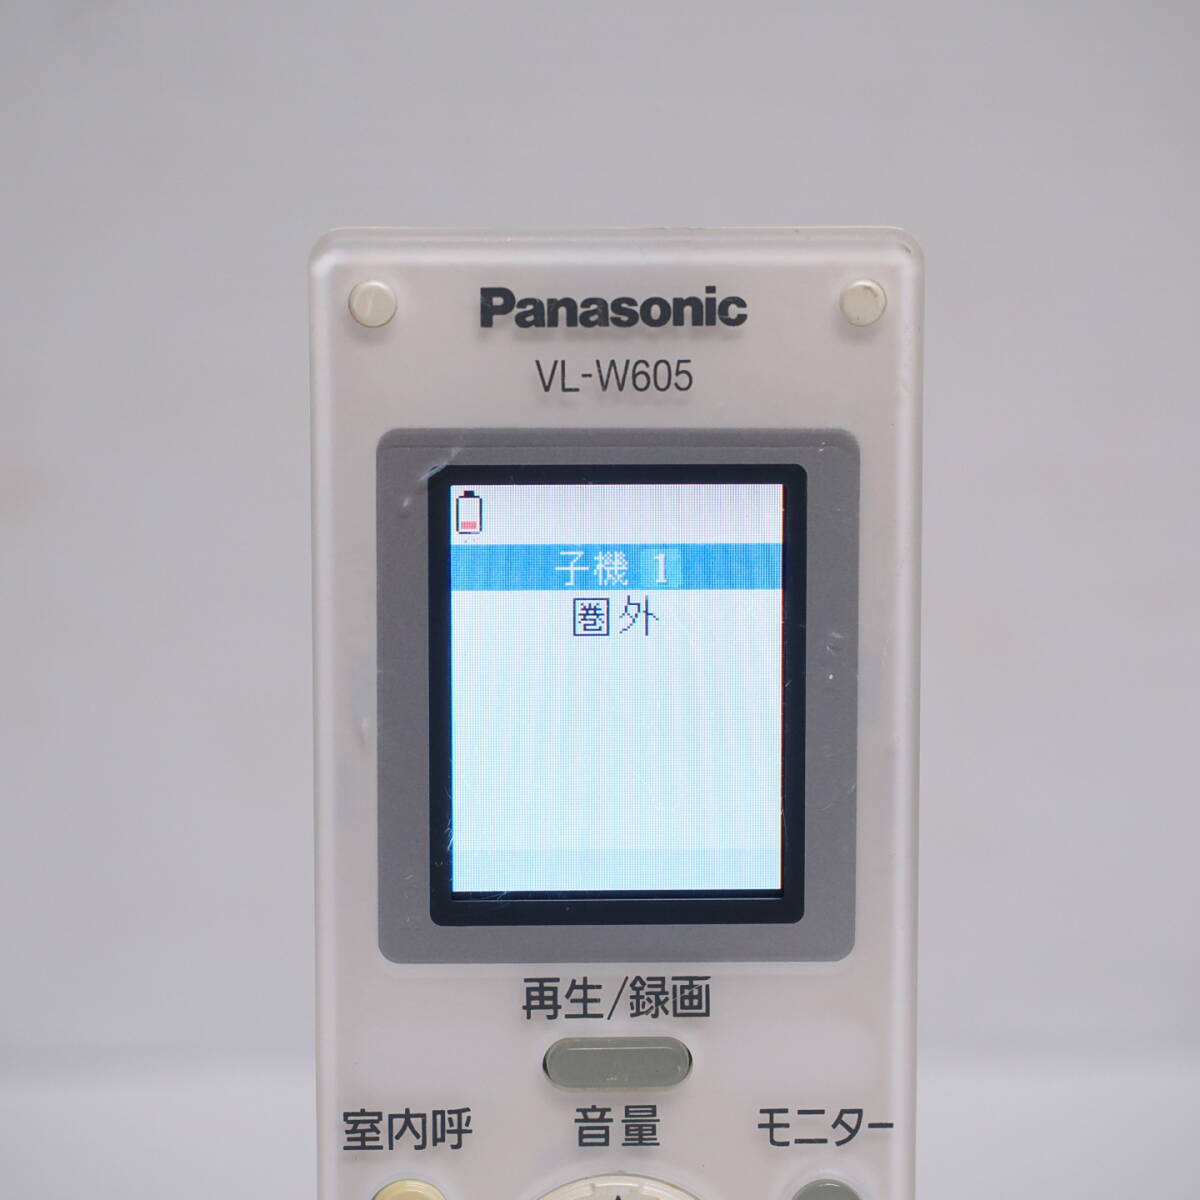 Panasonic
VL-W605
子機 1
圏外
再生/録画
室内呼 音量 モニター